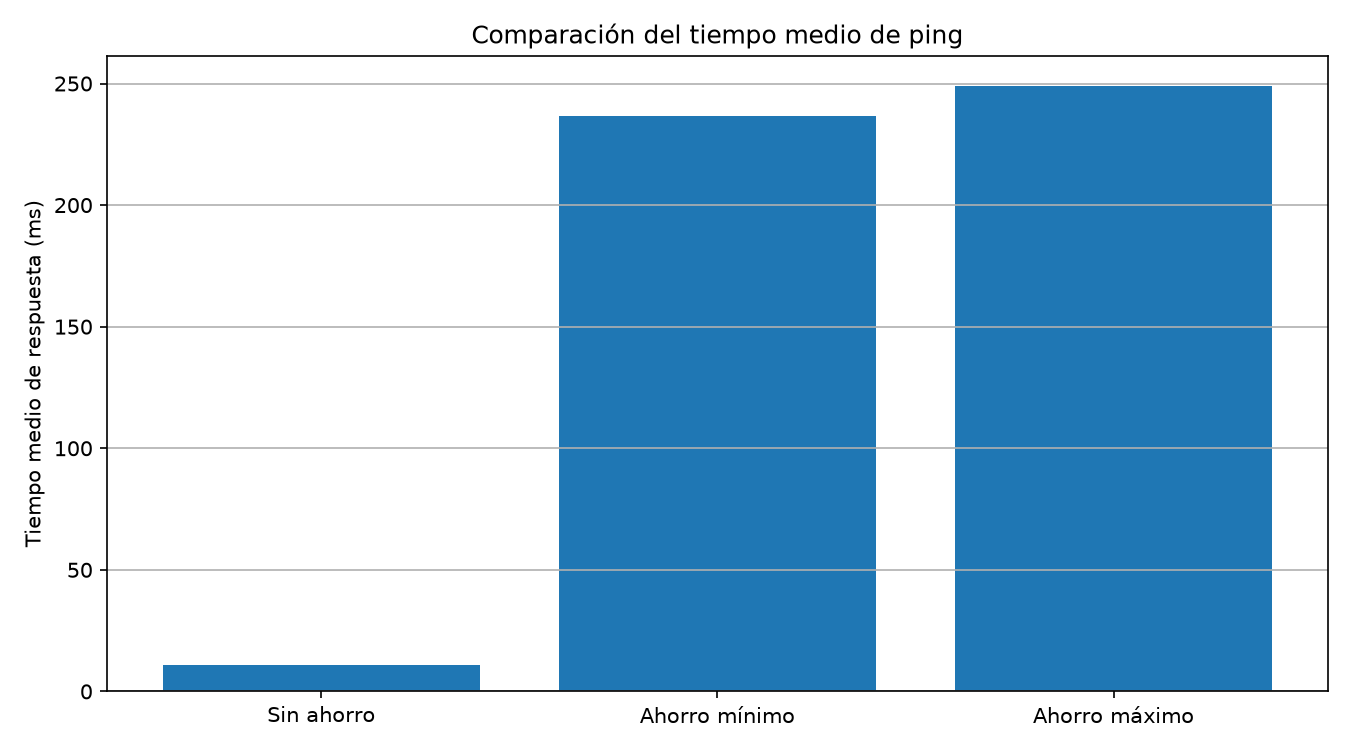 Comparación del tiempo medio de ping
Tiempo medio de respuesta (ms)
250
200
150
100
50
0
Sin ahorro
Ahorro mínimo
Ahorro máximo